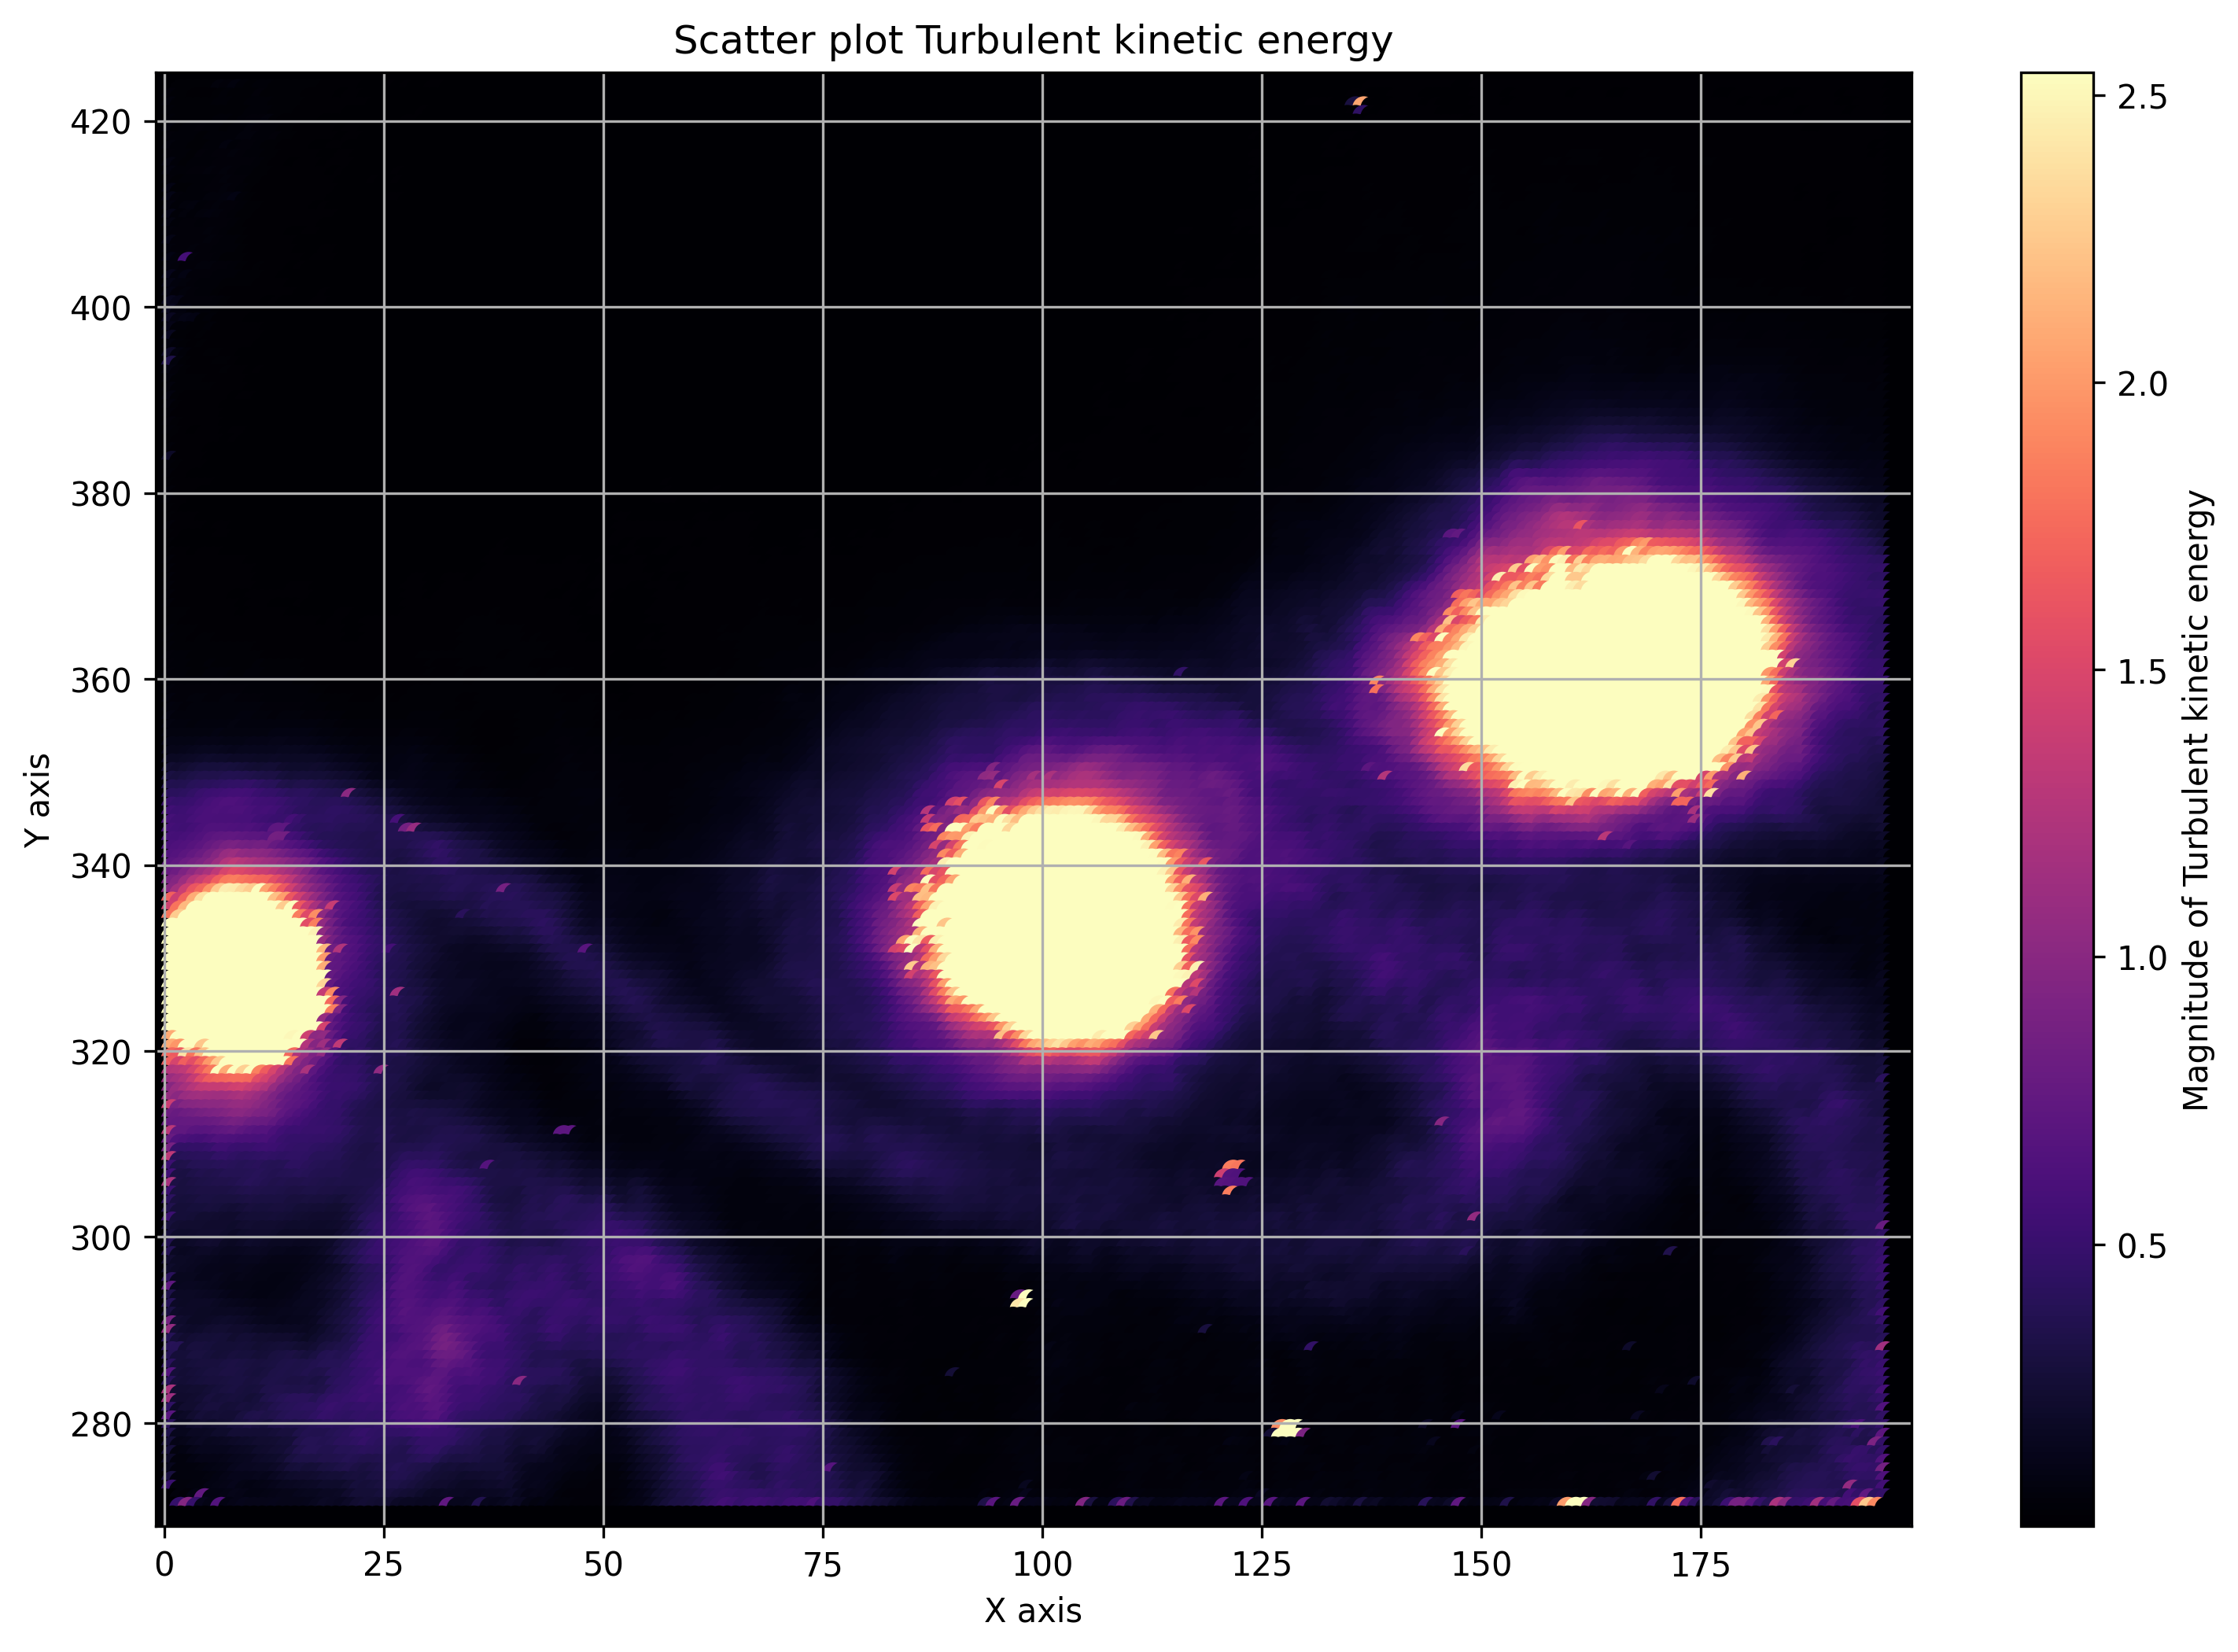 Scatter plot Turbulent kinetic energy
420
400
380
360
340
320
300
280
Y axis
0 25 50 75 100 125 150 175
X axis
2.5
2.0
1.5
1.0
0.5
Magnitude of Turbulent kinetic energy